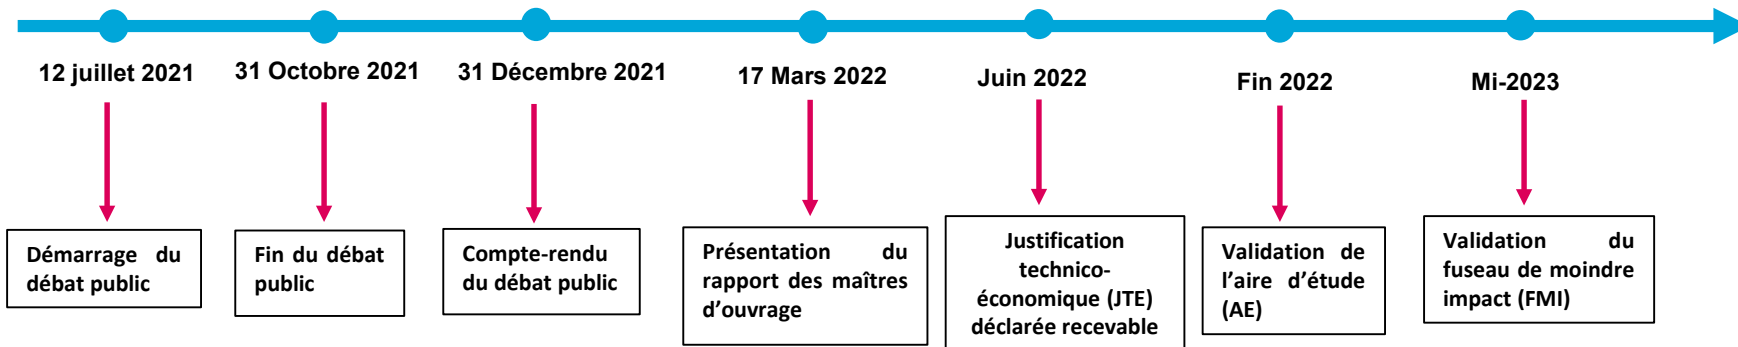 12 juillet 2021
31 Octobre 2021
31 Décembre 2021
17 Mars 2022
Juin 2022
Fin 2022
Mi-2023
Démarrage du
débat public
Fin du débat
public
Compte-rendu
du débat public
Présentation du
rapport des maîtres
d’ouvrage
Justification
technico-
économique (JTE)
déclarée recevable
Validation de
l’aire d’étude
(AE)
Validation du
fuseau de moindre
impact (FMI)